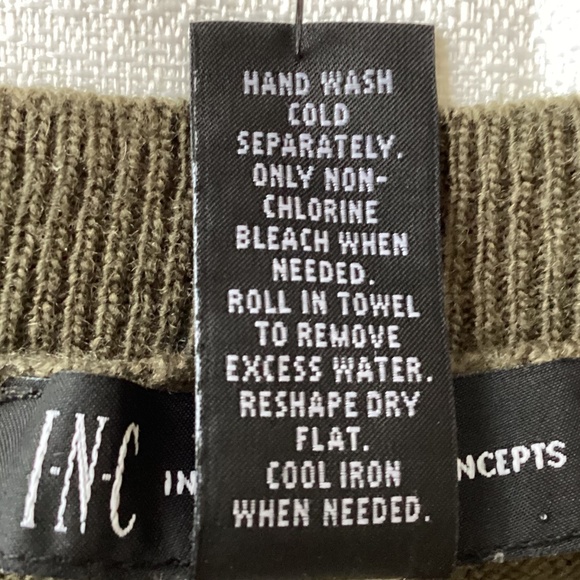 HAND WASH
COLD
SEPARATELY.
ONLY NON-
CHLORINE
BLEACH WHEN
NEEDED.
ROLL IN TOWEL
TO REMOVE
EXCESS WATER.
RESHAPE DRY
FLAT.
COOL IRON
WHEN NEEDED.
I·N·C IN NCEPTS